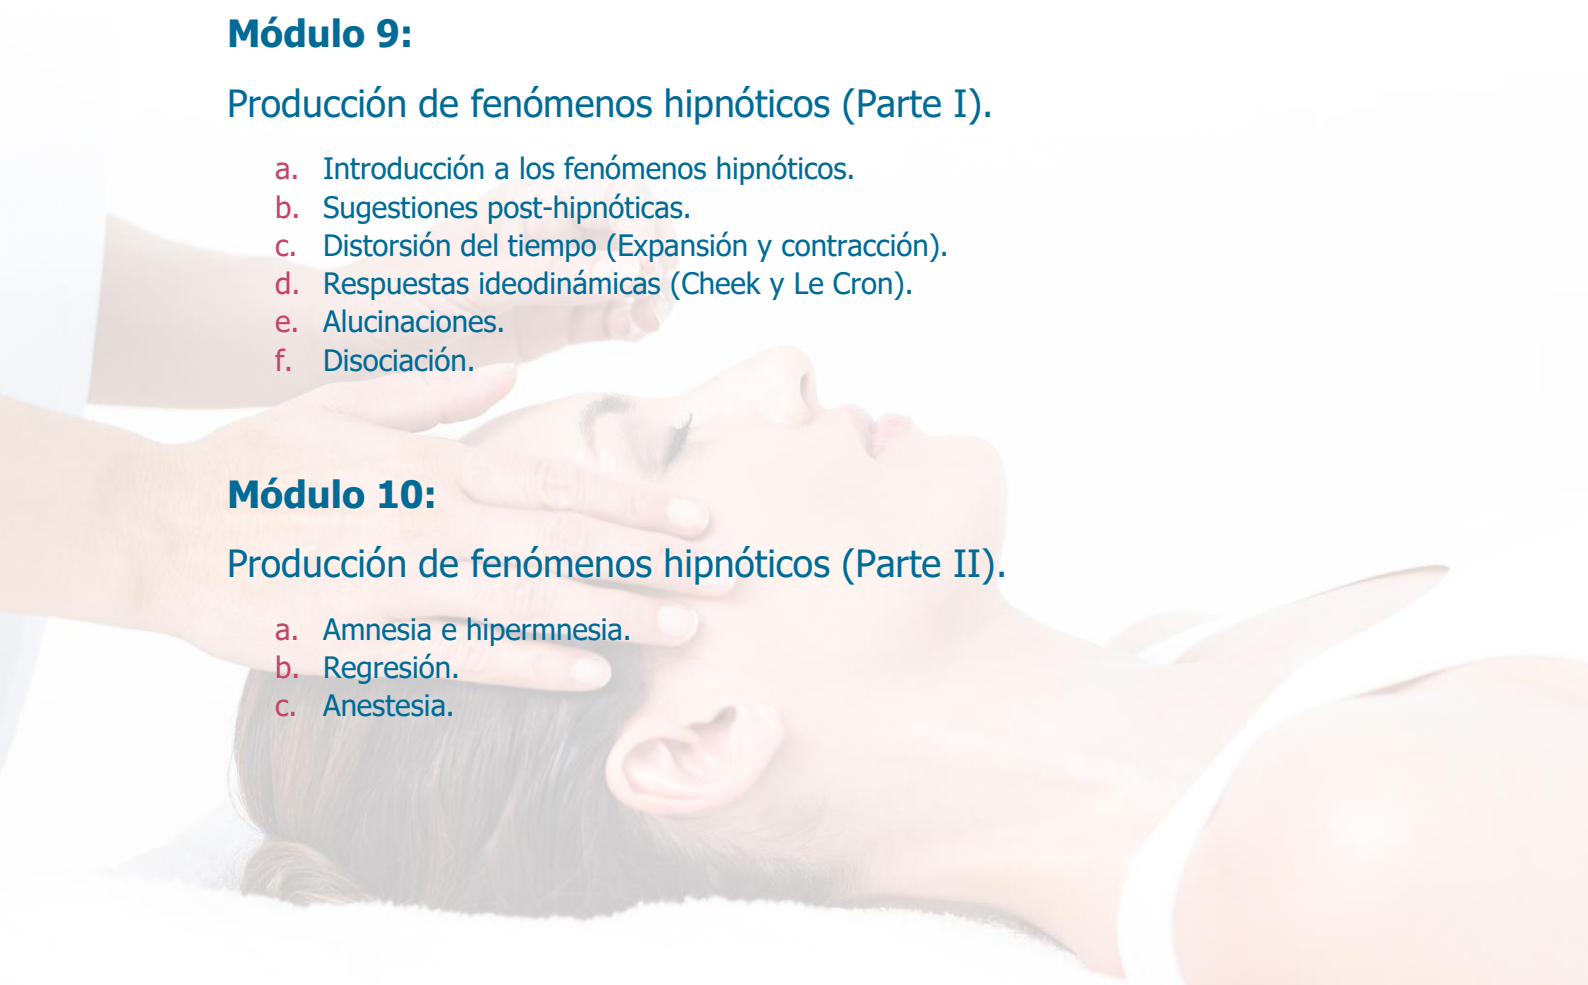 Módulo 9:
Producción de fenómenos hipnóticos (Parte I).
a. Introducción a los fenómenos hipnóticos.
b. Sugestiones post-hipnóticas.
c. Distorsión del tiempo (Expansión y contracción).
d. Respuestas ideodinámicas (Cheek y Le Cron).
e. Alucinaciones.
f. Disociación.
Módulo 10:
Producción de fenómenos hipnóticos (Parte II).
a. Amnesia e hipermnesia.
b. Regresión.
c. Anestesia.